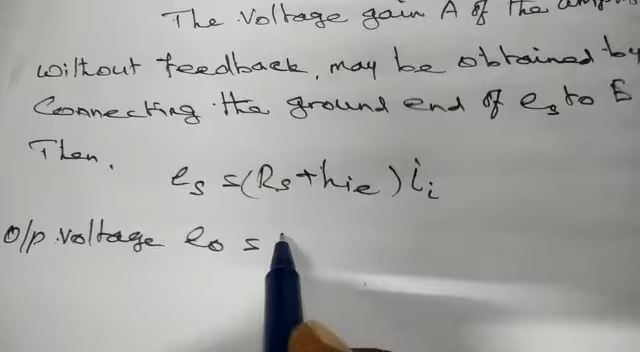 The Voltage gain A of the
without feedback, may be obtained by
Connecting the ground end of es to E
Then,
es = (Rs+hie)ii
O/p voltage eo =